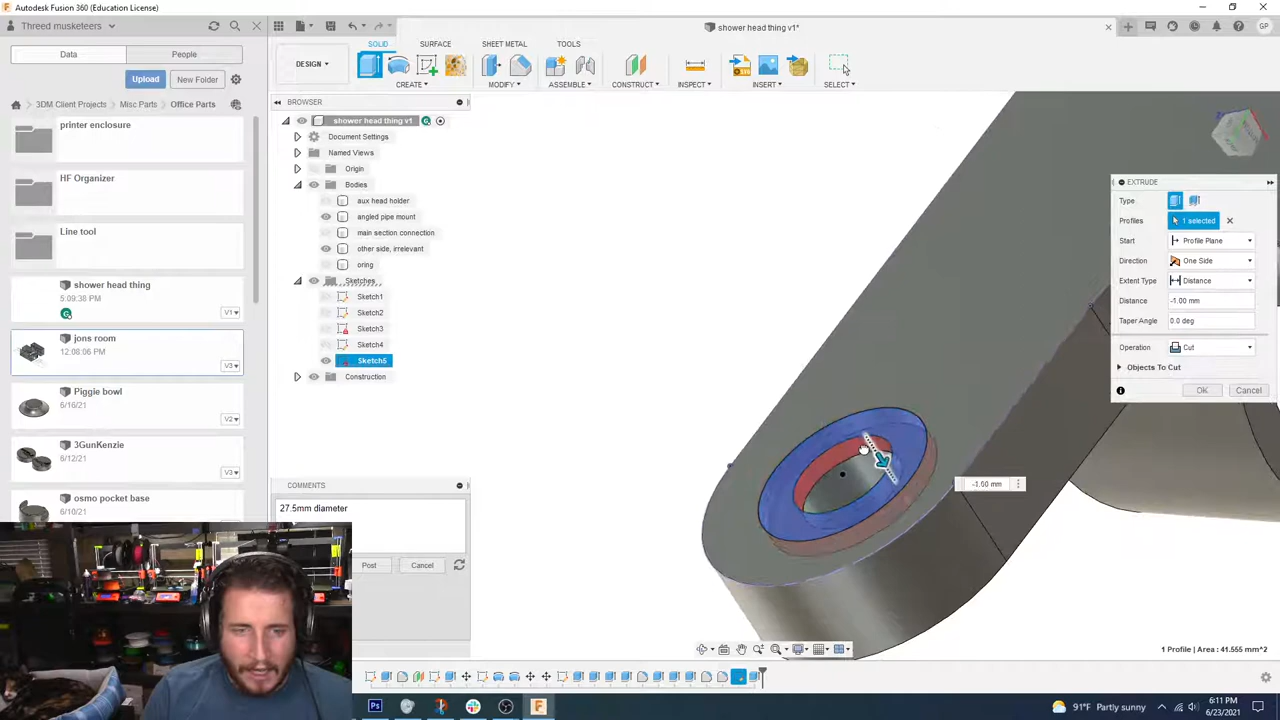 Autodesk Fusion 360 (Education License)
Threed musketeers
shower head thing v1*
GP
Data
People
SOLID
SURFACE
SHEET METAL
TOOLS
DESIGN
CREATE
MODIFY
ASSEMBLE
CONSTRUCT
INSPECT
INSERT
SELECT
Upload
New Folder
3DM Client Projects
Misc Parts
Office Parts
printer enclosure
HF Organizer
Line tool
shower head thing
5:09:38 PM
V1
jons room
12:08:06 PM
V3
Piggie bowl
6/16/21
V2
3GunKenzie
6/12/21
V3
osmo pocket base
6/10/21
BROWSER
shower head thing v1
Document Settings
Named Views
Origin
Bodies
aux head holder
angled pipe mount
main section connection
other side, irrelevant
oring
Sketches
Sketch1
Sketch2
Sketch3
Sketch4
Sketch5
Construction
COMMENTS
27.5mm diameter
Post
Cancel
EXTRUDE
Type
Profiles
1 selected
Start
Profile Plane
Direction
One Side
Extent Type
Distance
Distance
-1.00 mm
Taper Angle
0.0 deg
Operation
Cut
Objects To Cut
OK
Cancel
-1.00 mm
1 Profile | Area : 41.555 mm^2
91°F Partly sunny
6:11 PM
6/23/2021